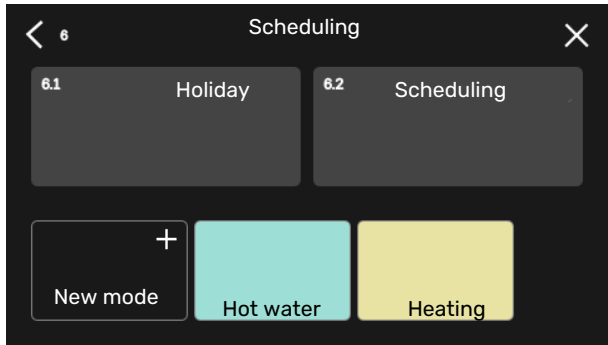 6
Scheduling
6.1
Holiday
6.2
Scheduling
New mode
Hot water
Heating